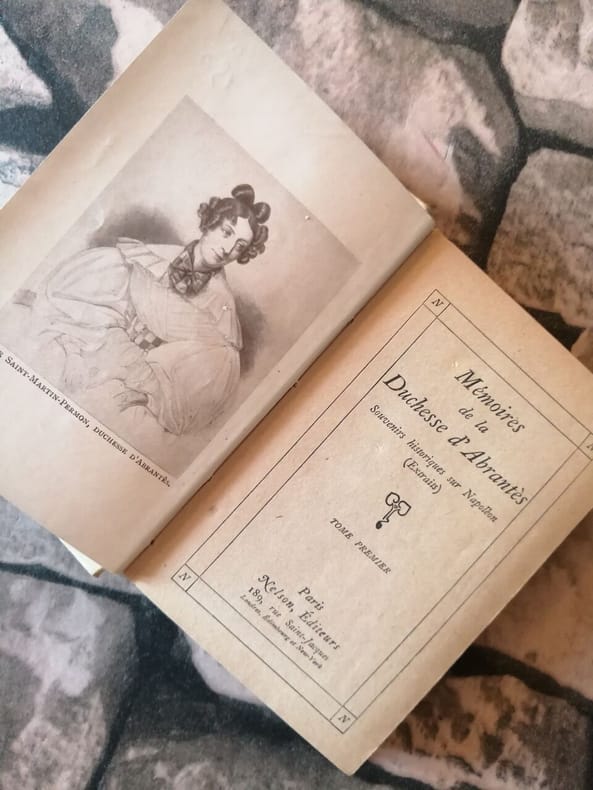 SAINT-MARTIN-PERMON, DUCHESSE D'ABRANTÈS.
N
N
Mémoires
de la
Duchesse d'Abrantès
Souvenirs historiques sur Napoléon
(Extraits)
TOME PREMIER
Paris
Nelson, Éditeurs
189, rue Saint-Jacques
Londres, Édimbourg et New-York
N
N